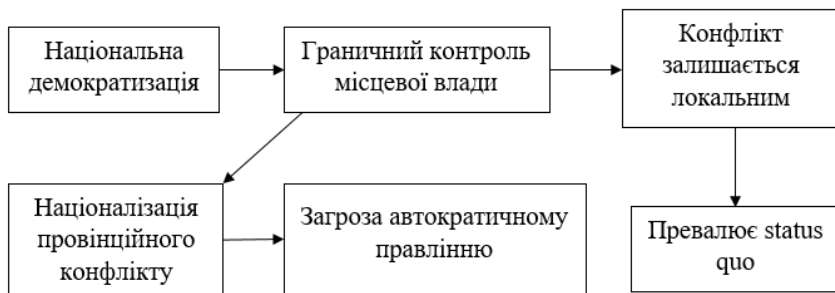 Національна
демократизація
Граничний контроль
місцевої влади
Конфлікт
залишається
локальним
Націоналізація
провінційного
конфлікту
Загроза автократичному
правлінню
Превалює status
quo